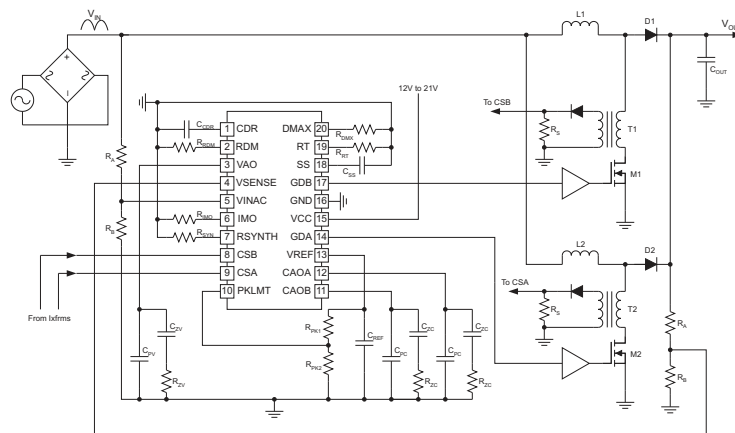 VIN
L1
D1
VOU
COUT
12V to 21V
To CSB
RS
T1
M1
CCDR
RRDM
1 CDR
2 RDM
3 VAO
4 VSENSE
5 VINAC
6 IMO
7 RSYNTH
8 CSB
9 CSA
10 PKLMT
DMAX 20
RT 19
SS 18
GDB 17
GND 16
VCC 15
GDA 14
VREF 13
CAOA 12
CAOB 11
RDMX
RRT
CSS
RA
RB
RIMO
RSYN
From Ixfrms
L2
D2
To CSA
RS
T2
M2
RA
RB
CZV
CPV
RZV
RPK1
RPK2
CREF
CPC
CZC
RZC
CPC
CZC
RZC